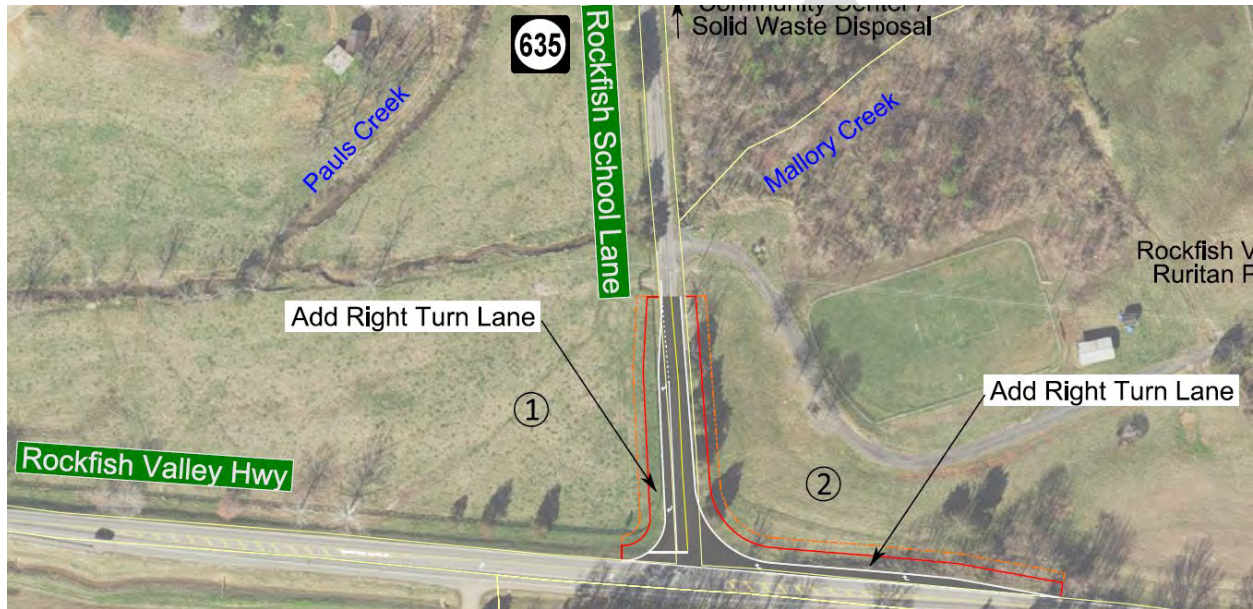 Community Center /
Solid Waste Disposal
635
Rockfish School Lane
Pauls Creek
Mallory Creek
Rockfish V
Ruritan P
Add Right Turn Lane
Add Right Turn Lane
①
②
Rockfish Valley Hwy